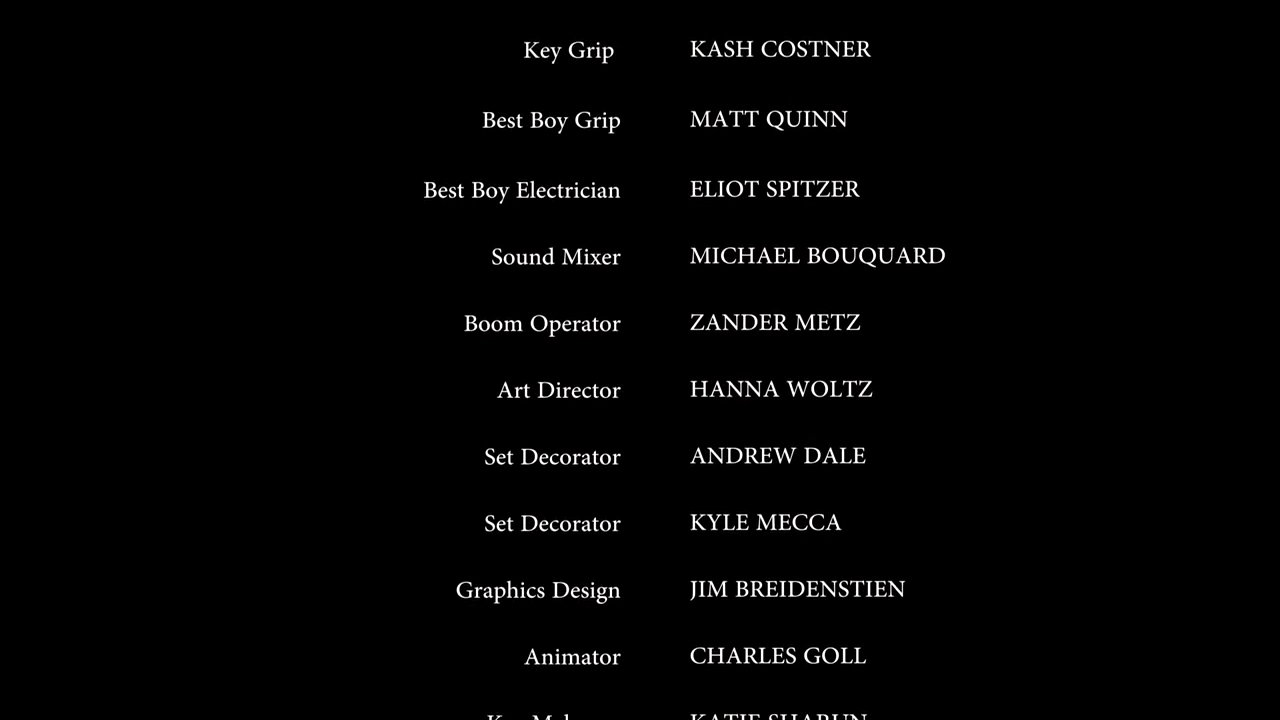 Key Grip KASH COSTNER
Best Boy Grip MATT QUINN
Best Boy Electrician ELIOT SPITZER
Sound Mixer MICHAEL BOUQUARD
Boom Operator ZANDER METZ
Art Director HANNA WOLTZ
Set Decorator ANDREW DALE
Set Decorator KYLE MECCA
Graphics Design JIM BREIDENSTIEN
Animator CHARLES GOLL
KATIE